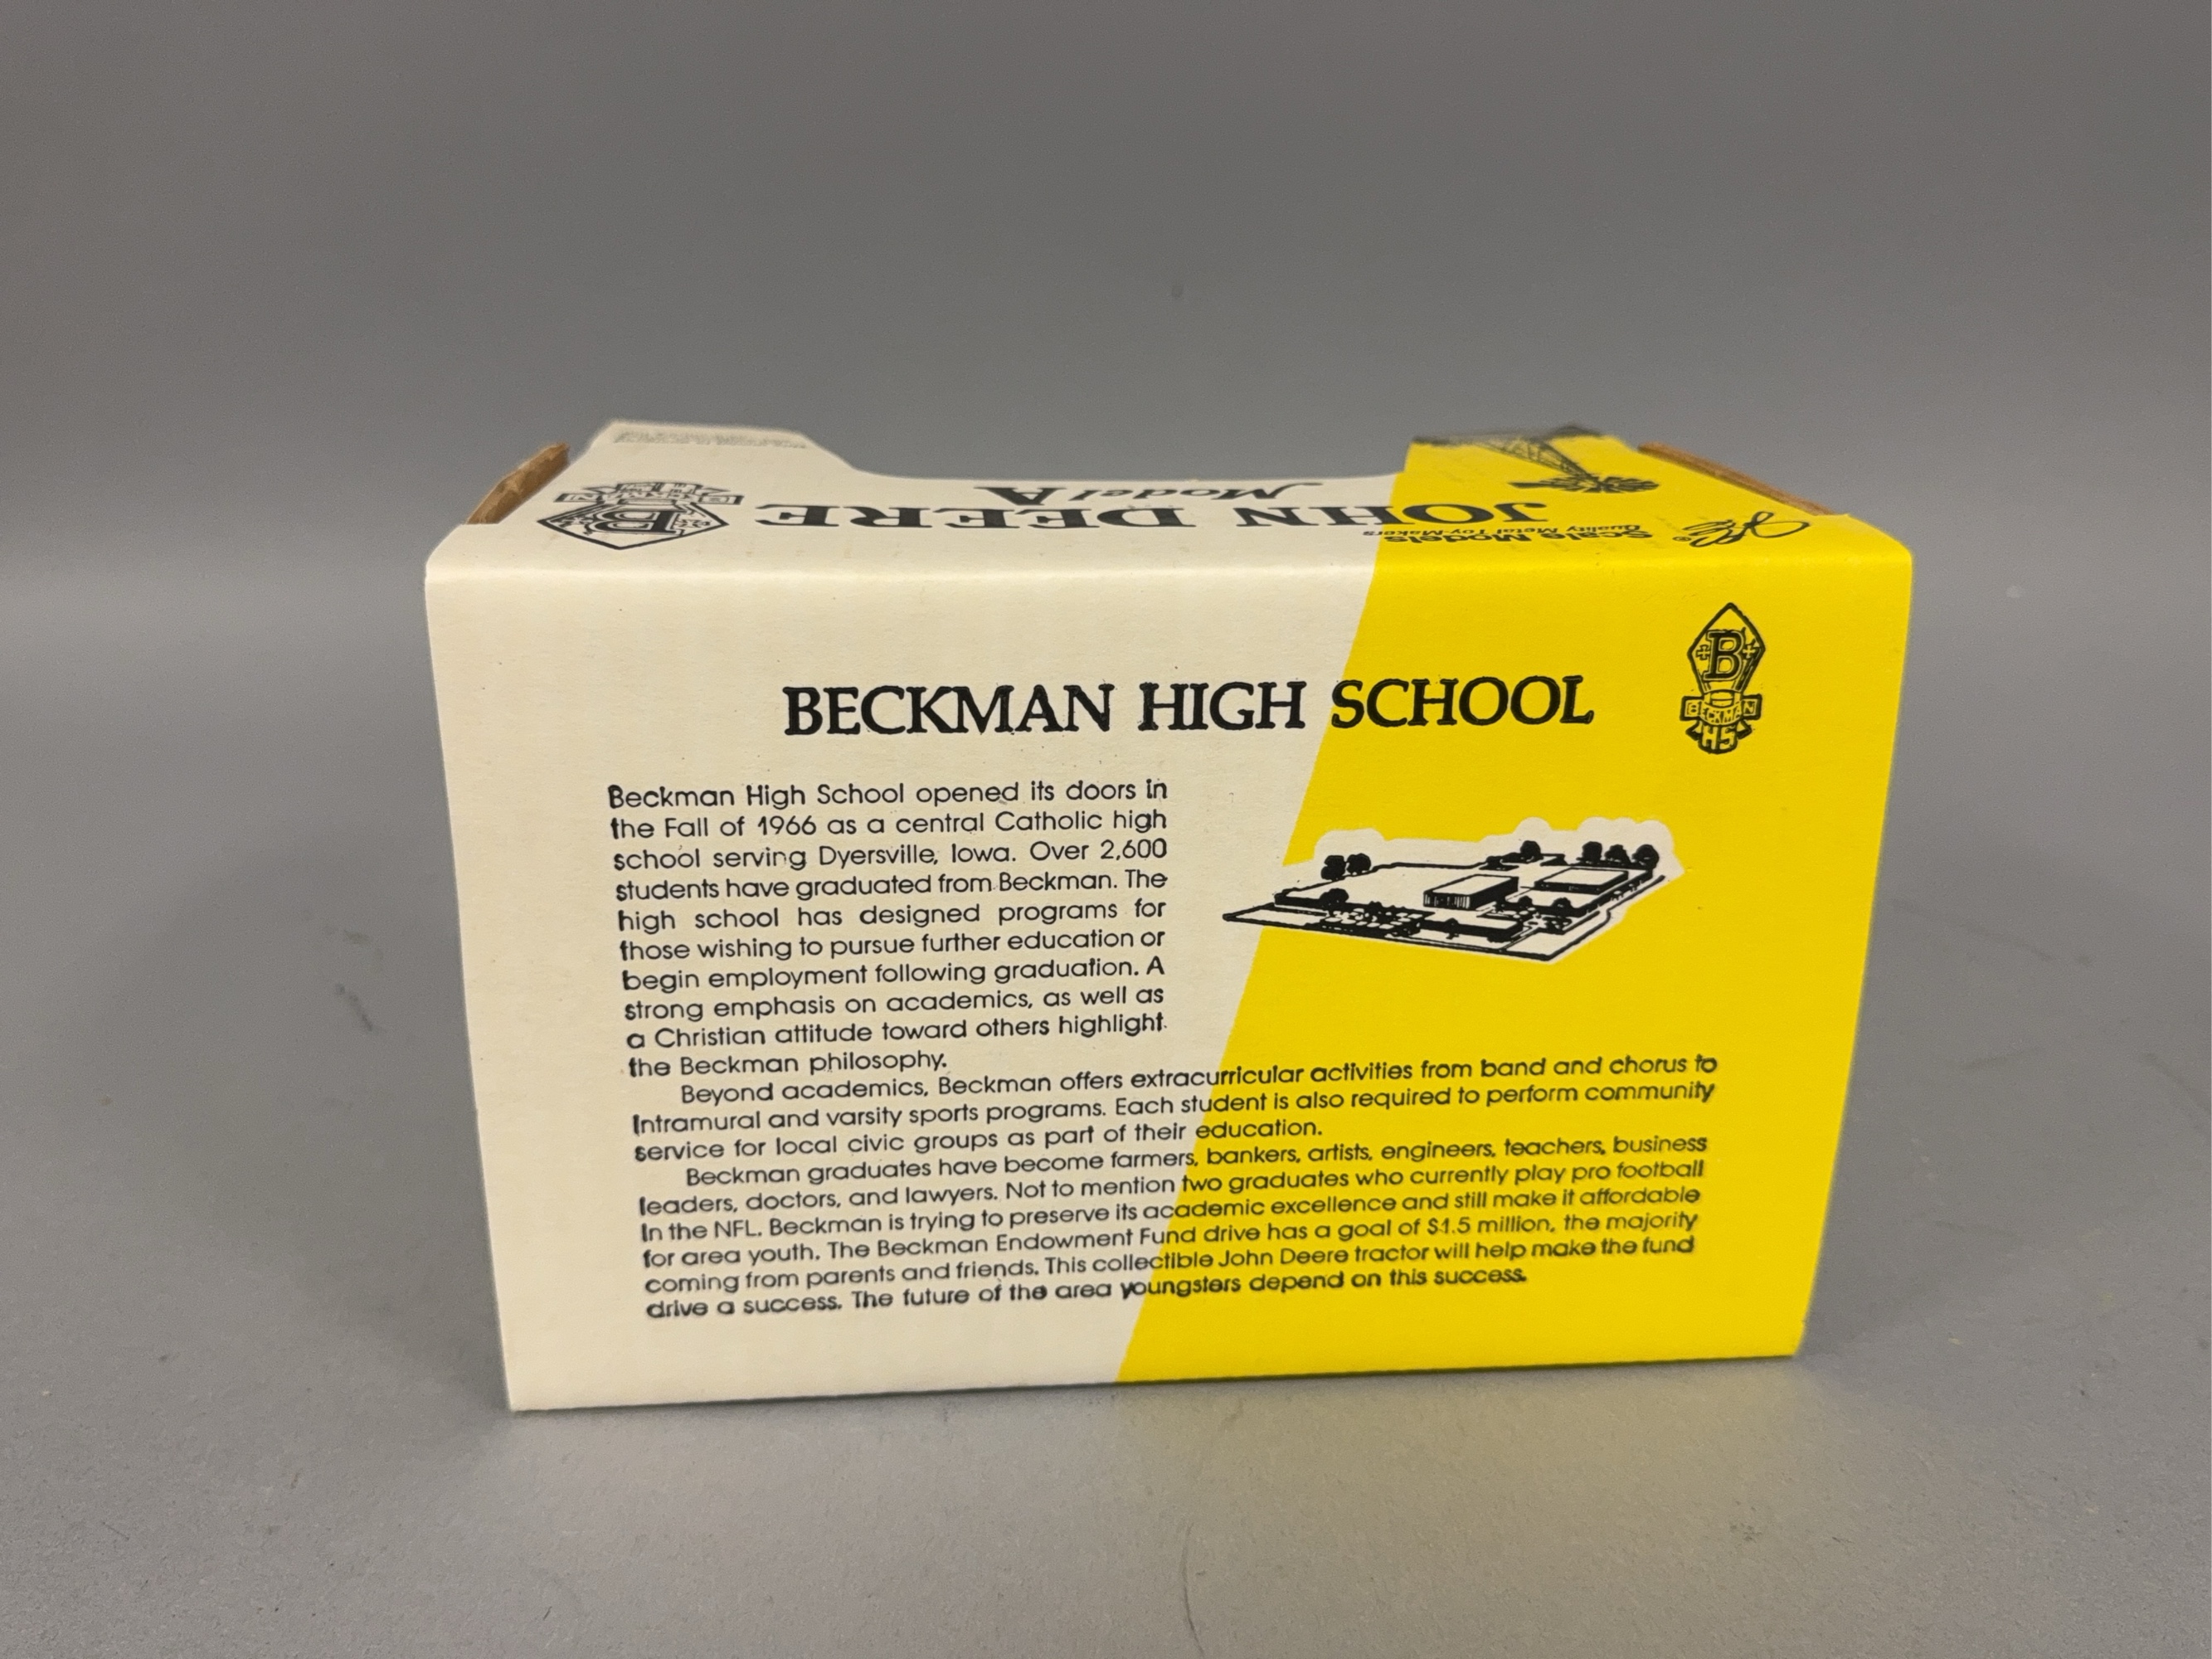 Model A
JOHN DEERE
B
BECKMAN
Scale Models
Quality Metal Toy-Makers
BECKMAN HIGH SCHOOL
B
BECKMAN
HS
Beckman High School opened its doors in
the Fall of 1966 as a central Catholic high
school serving Dyersville, Iowa. Over 2,600
students have graduated from Beckman. The
high school has designed programs for
those wishing to pursue further education or
begin employment following graduation. A
strong emphasis on academics, as well as
a Christian attitude toward others highlight
the Beckman philosophy.
Beyond academics, Beckman offers extracurricular activities from band and chorus to
intramural and varsity sports programs. Each student is also required to perform community
service for local civic groups as part of their education.
Beckman graduates have become farmers, bankers, artists, engineers, teachers, business
leaders, doctors, and lawyers. Not to mention two graduates who currently play pro football
in the NFL. Beckman is trying to preserve its academic excellence and still make it affordable
for area youth. The Beckman Endowment Fund drive has a goal of $1.5 million, the majority
coming from parents and friends. This collectible John Deere tractor will help make the fund
drive a success. The future of the area youngsters depend on this success.